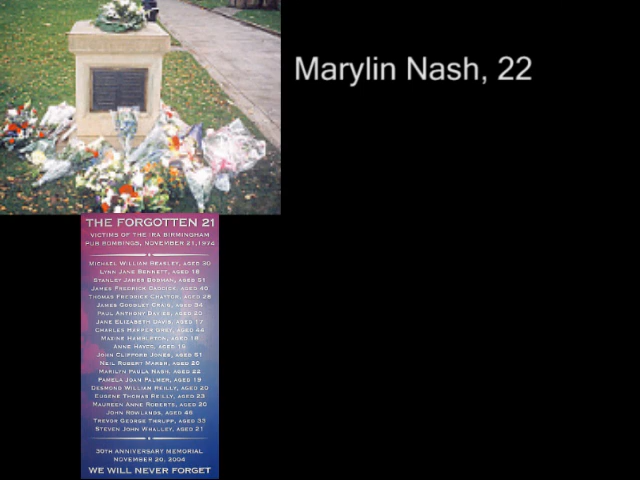 Marylin Nash, 22
THE FORGOTTEN 21
VICTIMS OF THE IRA BIRMINGHAM
PUB BOMBINGS, NOVEMBER 21, 1974
MICHAEL WILLIAM BEASLEY, AGED 30
LYNN JANE BENNETT, AGED 18
STANLEY JAMES BODMAN, AGED 51
JAMES FREDRICK CADDICK, AGED 40
THOMAS FREDRICK CHAYTOR, AGED 28
JAMES CRAIG, AGED 34
PAUL ANTHONY DAVIES, AGED 20
JANE ELIZABETH DAVIS, AGED 17
CHARLES HARPER GREY, AGED 44
MAXINE HAMBLETON, AGED 18
ANNE HAYES, AGED 19
JOHN CLIFFORD JONES, AGED 51
NEIL ROBERT MARSH, AGED 20
MARILYN PAULA NASH, AGED 22
PAMELA JOAN PALMER, AGED 19
DESMOND WILLIAM REILLY, AGED 20
EUGENE THOMAS REILLY, AGED 23
MAUREEN ANNE ROBERTS, AGED 20
JOHN ROWLANDS, AGED 46
TREVOR GEORGE THRUPP, AGED 33
STEVEN JOHN WHALLEY, AGED 21
30TH ANNIVERSARY MEMORIAL
NOVEMBER 20, 2004
WE WILL NEVER FORGET